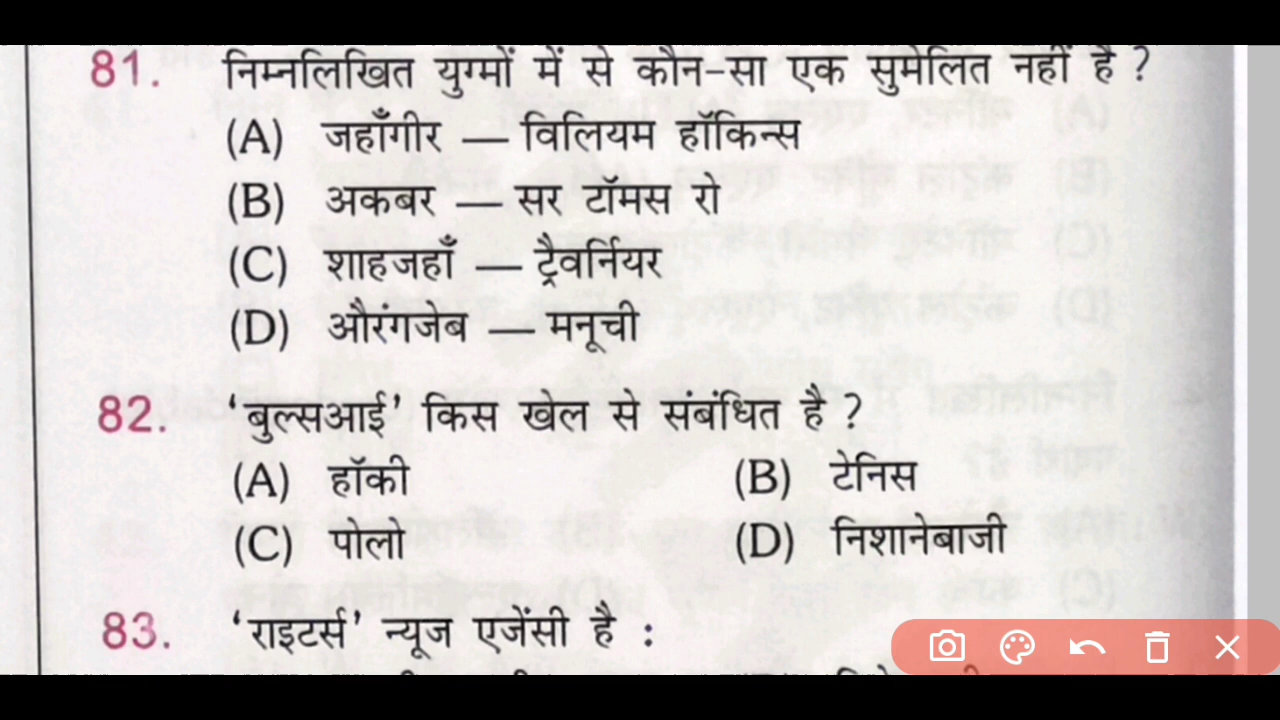 81. निम्नलिखित युग्मों में से कौन-सा एक सुमेलित नहीं है ?
(A) जहाँगीर — विलियम हॉकिन्स
(B) अकबर — सर टॉमस रो
(C) शाहजहाँ — ट्रैवर्नियर
(D) औरंगजेब — मनूची
82. 'बुल्सआई' किस खेल से संबंधित है ?
(A) हॉकी (B) टेनिस
(C) पोलो (D) निशानेबाजी
83. 'राइटर्स' न्यूज एजेंसी है :